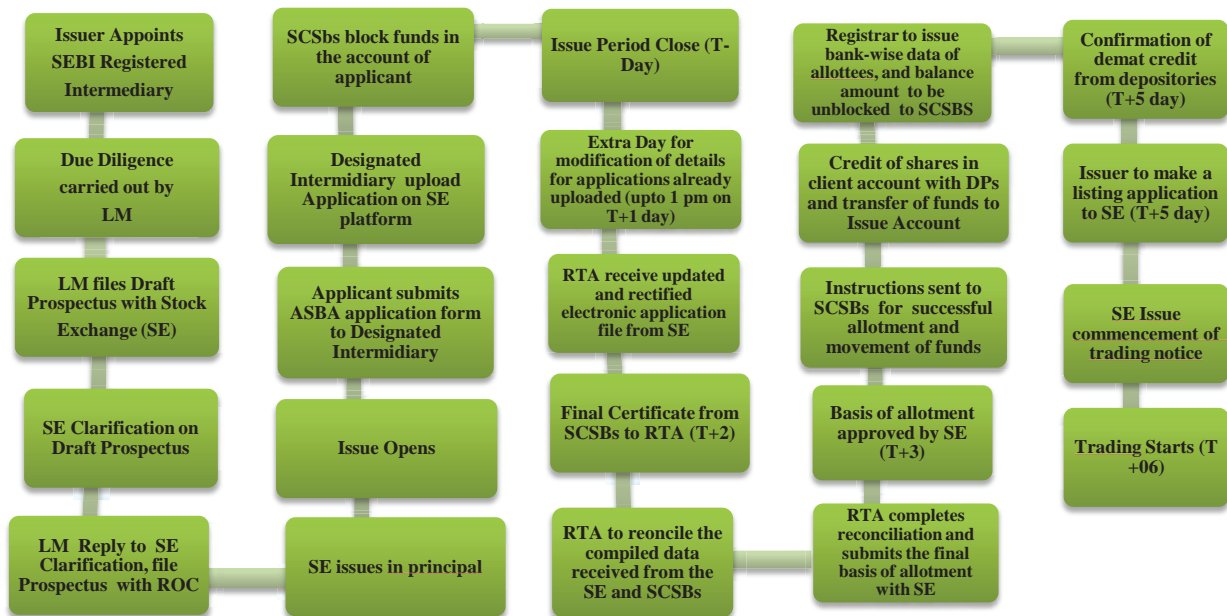 Issuer Appoints
SEBI Registered
Intermediary
Due Diligence
carried out by
LM
LM files Draft
Prospectus with Stock
Exchange (SE)
SE Clarification on
Draft Prospectus
LM  Reply to  SE
Clarification, file
Prospectus  with ROC
SE issues in principal
Issue Opens
Applicant submits
ASBA application form
to Designated
Intermidiary
Designated
Intermidiary  upload
Application on SE
platform
SCSbs block funds in
the account of
applicant
Issue Period Close (T-
Day)
Extra Day for
modification of details
for applications already
uploaded (upto 1 pm on
T+1 day)
RTA receive updated
and rectified
electronic application
file from SE
Final Certificate from
SCSBs to RTA (T+2)
RTA to reconcile the
compiled data
received from the
SE and SCSBs
RTA completes
reconciliation and
submits the final
basis of allotment
with SE
Basis of allotment
approved by SE
(T+3)
Instructions sent to
SCSBs for  successful
allotment and
movement of funds
Credit of shares in
client account with DPs
and transfer of funds to
Issue Account
Registrar to issue
bank-wise data of
allottees, and balance
amount  to be
unblocked  to SCSBS
Confirmation of
demat credit
from depositories
(T+5 day)
Issuer to make a
listing application
to SE (T+5 day)
SE Issue
commencement of
trading notice
Trading Starts (T
+06)